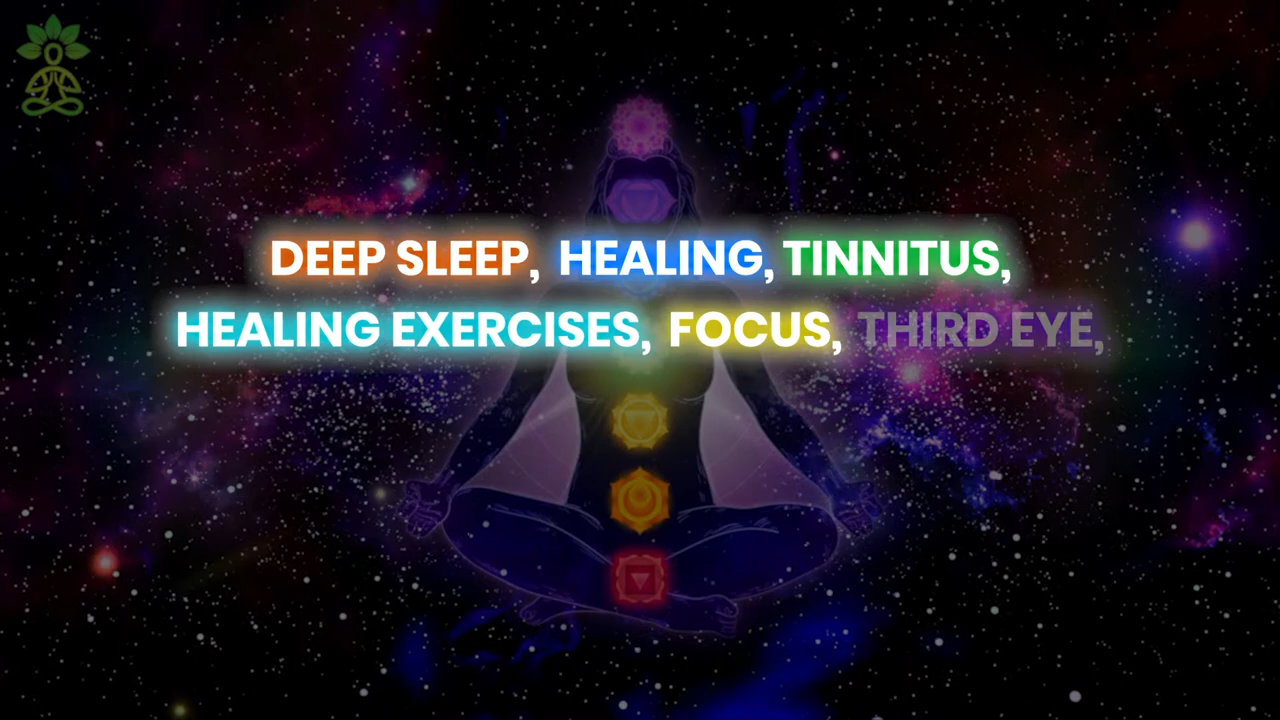 DEEP SLEEP, HEALING, TINNITUS,
HEALING EXERCISES, FOCUS, THIRD EYE,